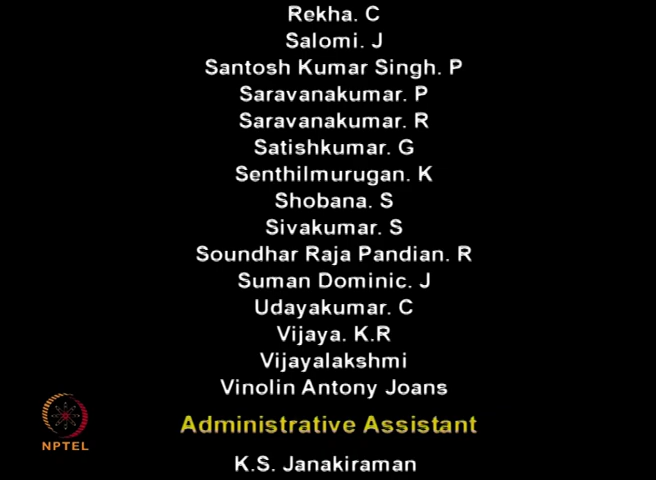 Rekha. C
Salomi. J
Santosh Kumar Singh. P
Saravanakumar. P
Saravanakumar. R
Satishkumar. G
Senthilmurugan. K
Shobana. S
Sivakumar. S
Soundhar Raja Pandian. R
Suman Dominic. J
Udayakumar. C
Vijaya. K.R
Vijayalakshmi
Vinolin Antony Joans
Administrative Assistant
NPTEL
K.S. Janakiraman